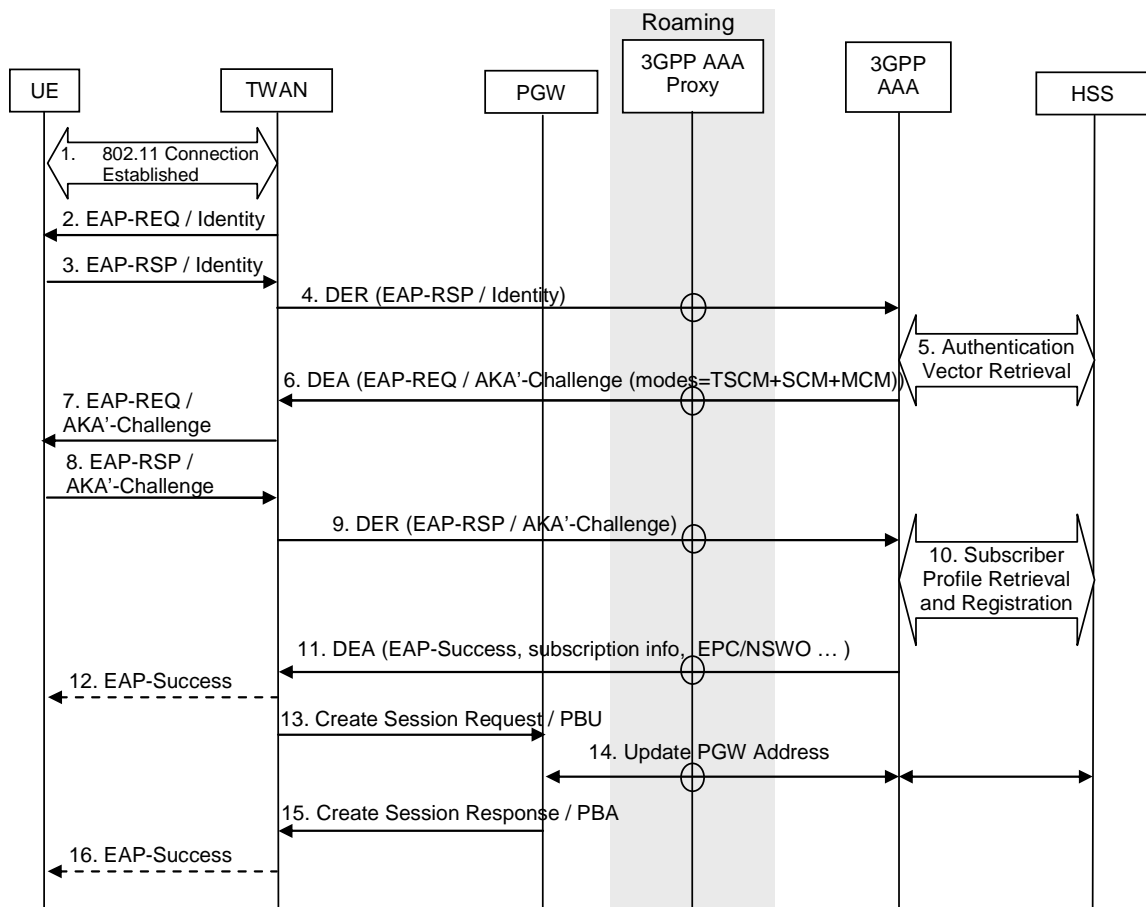 Roaming
UE
TWAN
PGW
3GPP AAA
Proxy
3GPP
AAA
HSS
1. 802.11 Connection
Established
2. EAP-REQ / Identity
3. EAP-RSP / Identity
4. DER (EAP-RSP / Identity)
5. Authentication
Vector Retrieval
6. DEA (EAP-REQ / AKA'-Challenge (modes=TSCM+SCM+MCM))
7. EAP-REQ /
AKA'-Challenge
8. EAP-RSP /
AKA'-Challenge
9. DER (EAP-RSP / AKA'-Challenge)
10. Subscriber
Profile Retrieval
and Registration
11. DEA (EAP-Success, subscription info, EPC/NSWO … )
12. EAP-Success
13. Create Session Request / PBU
14. Update PGW Address
15. Create Session Response / PBA
16. EAP-Success